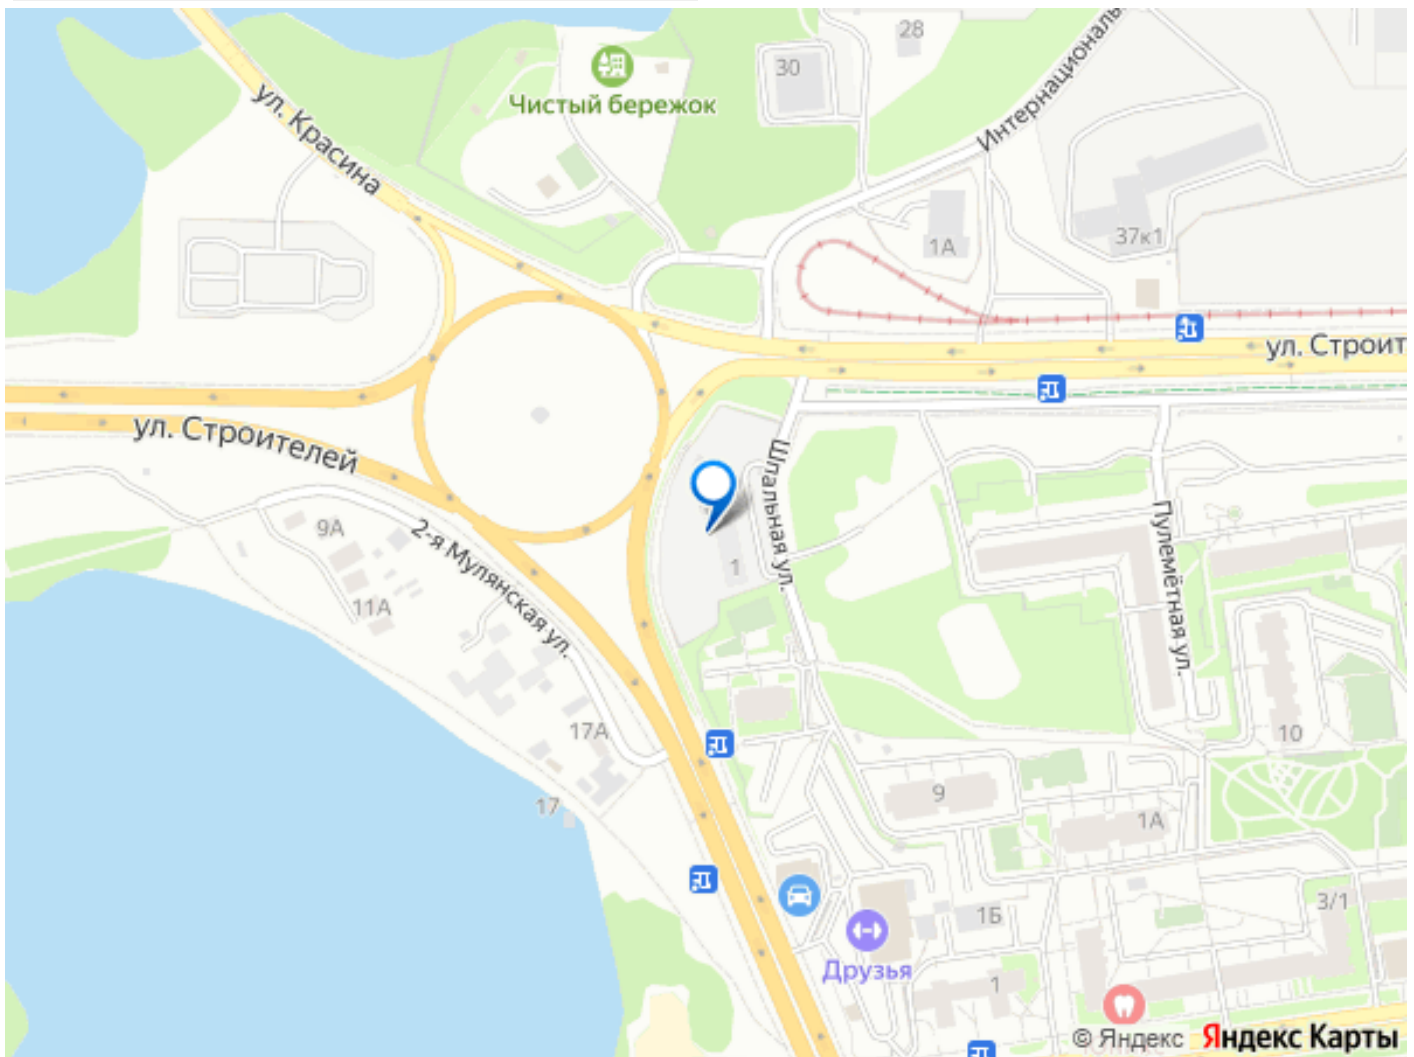 28
30
Чистый бережок
ул. Красина
Интернациональ
1А
37к1
ул. Строит
ул. Строителей
Шпальная ул.
Пулемётная ул.
2-я Мулянская ул.
9А
11А
1
17А
17
10
9
1А
3/1
1Б
Друзья
1
© Яндекс Яндекс Карты